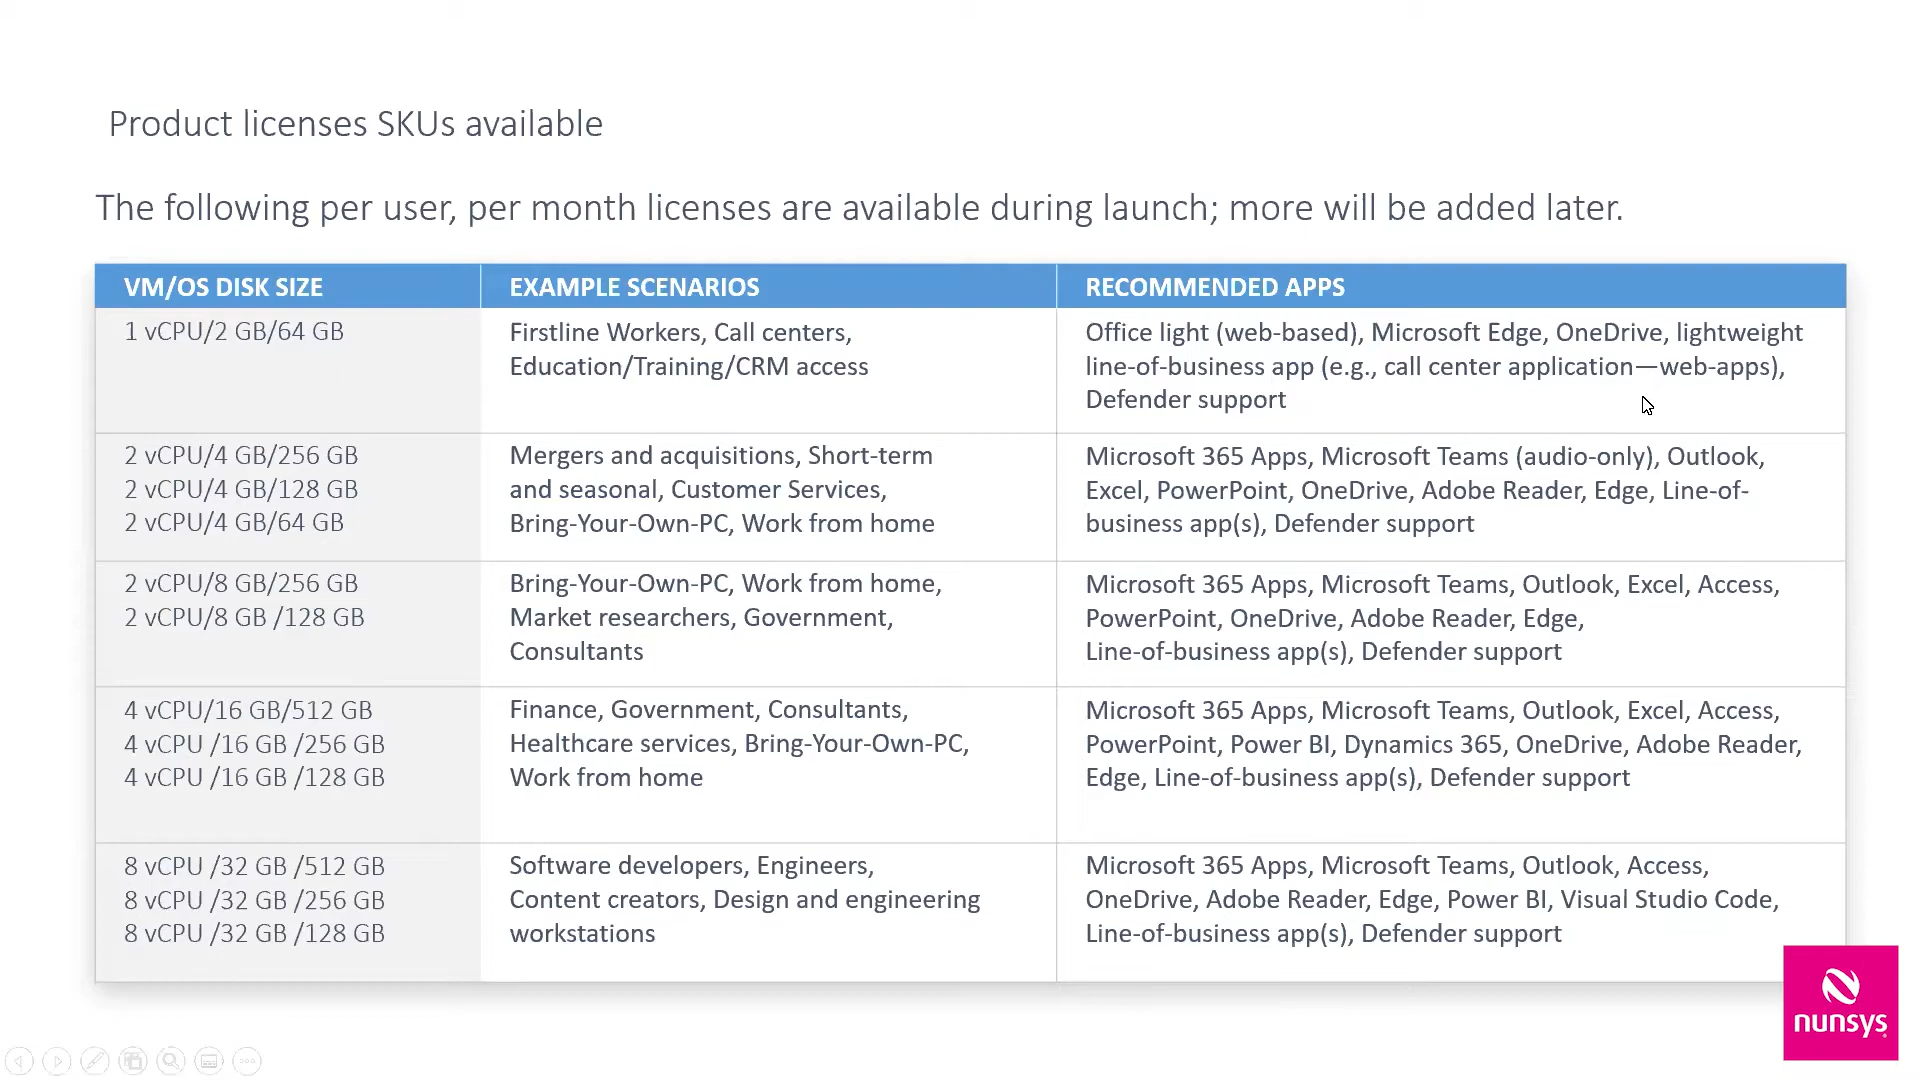 Product licenses SKUs available
The following per user, per month licenses are available during launch; more will be added later.
VM/OS DISK SIZE
EXAMPLE SCENARIOS
RECOMMENDED APPS
1 vCPU/2 GB/64 GB
Firstline Workers, Call centers,
Education/Training/CRM access
Office light (web-based), Microsoft Edge, OneDrive, lightweight
line-of-business app (e.g., call center application—web-apps),
Defender support
2 vCPU/4 GB/256 GB
2 vCPU/4 GB/128 GB
2 vCPU/4 GB/64 GB
Mergers and acquisitions, Short-term
and seasonal, Customer Services,
Bring-Your-Own-PC, Work from home
Microsoft 365 Apps, Microsoft Teams (audio-only), Outlook,
Excel, PowerPoint, OneDrive, Adobe Reader, Edge, Line-of-
business app(s), Defender support
2 vCPU/8 GB/256 GB
2 vCPU/8 GB /128 GB
Bring-Your-Own-PC, Work from home,
Market researchers, Government,
Consultants
Microsoft 365 Apps, Microsoft Teams, Outlook, Excel, Access,
PowerPoint, OneDrive, Adobe Reader, Edge,
Line-of-business app(s), Defender support
4 vCPU/16 GB/512 GB
4 vCPU /16 GB /256 GB
4 vCPU /16 GB /128 GB
Finance, Government, Consultants,
Healthcare services, Bring-Your-Own-PC,
Work from home
Microsoft 365 Apps, Microsoft Teams, Outlook, Excel, Access,
PowerPoint, Power BI, Dynamics 365, OneDrive, Adobe Reader,
Edge, Line-of-business app(s), Defender support
8 vCPU /32 GB /512 GB
8 vCPU /32 GB /256 GB
8 vCPU /32 GB /128 GB
Software developers, Engineers,
Content creators, Design and engineering
workstations
Microsoft 365 Apps, Microsoft Teams, Outlook, Access,
OneDrive, Adobe Reader, Edge, Power BI, Visual Studio Code,
Line-of-business app(s), Defender support
nunsys